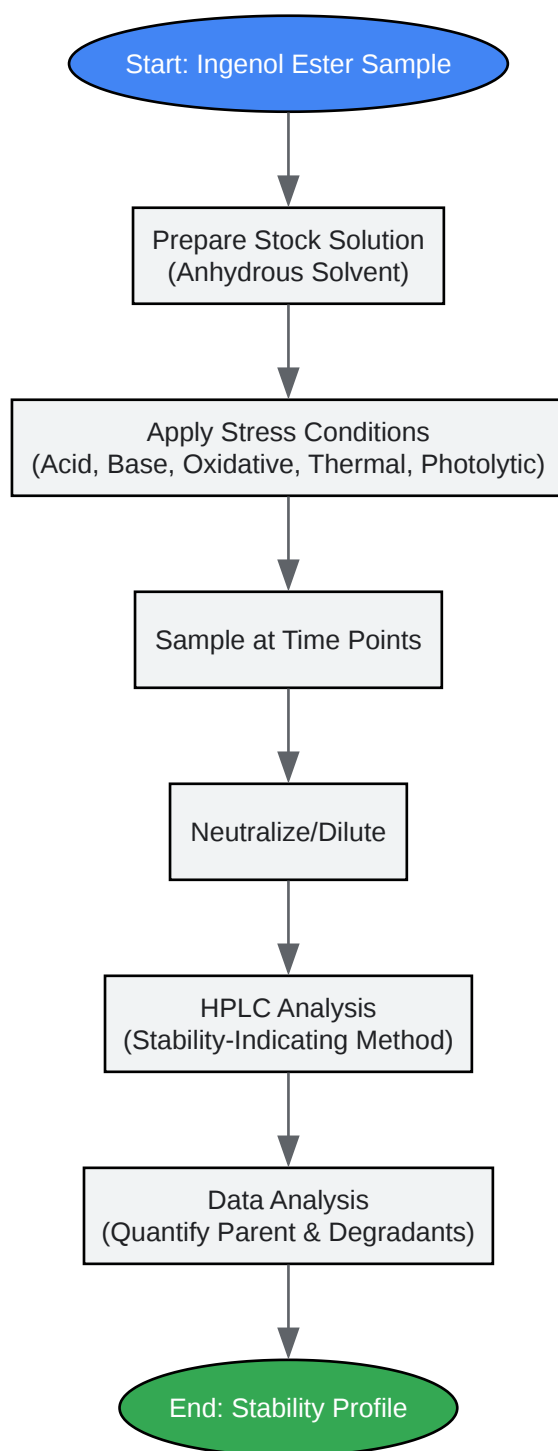 Start: Ingenol Ester Sample
Prepare Stock Solution
(Anhydrous Solvent)
Apply Stress Conditions
(Acid, Base, Oxidative, Thermal, Photolytic)
Sample at Time Points
Neutralize/Dilute
HPLC Analysis
(Stability-Indicating Method)
Data Analysis
(Quantify Parent & Degradants)
End: Stability Profile